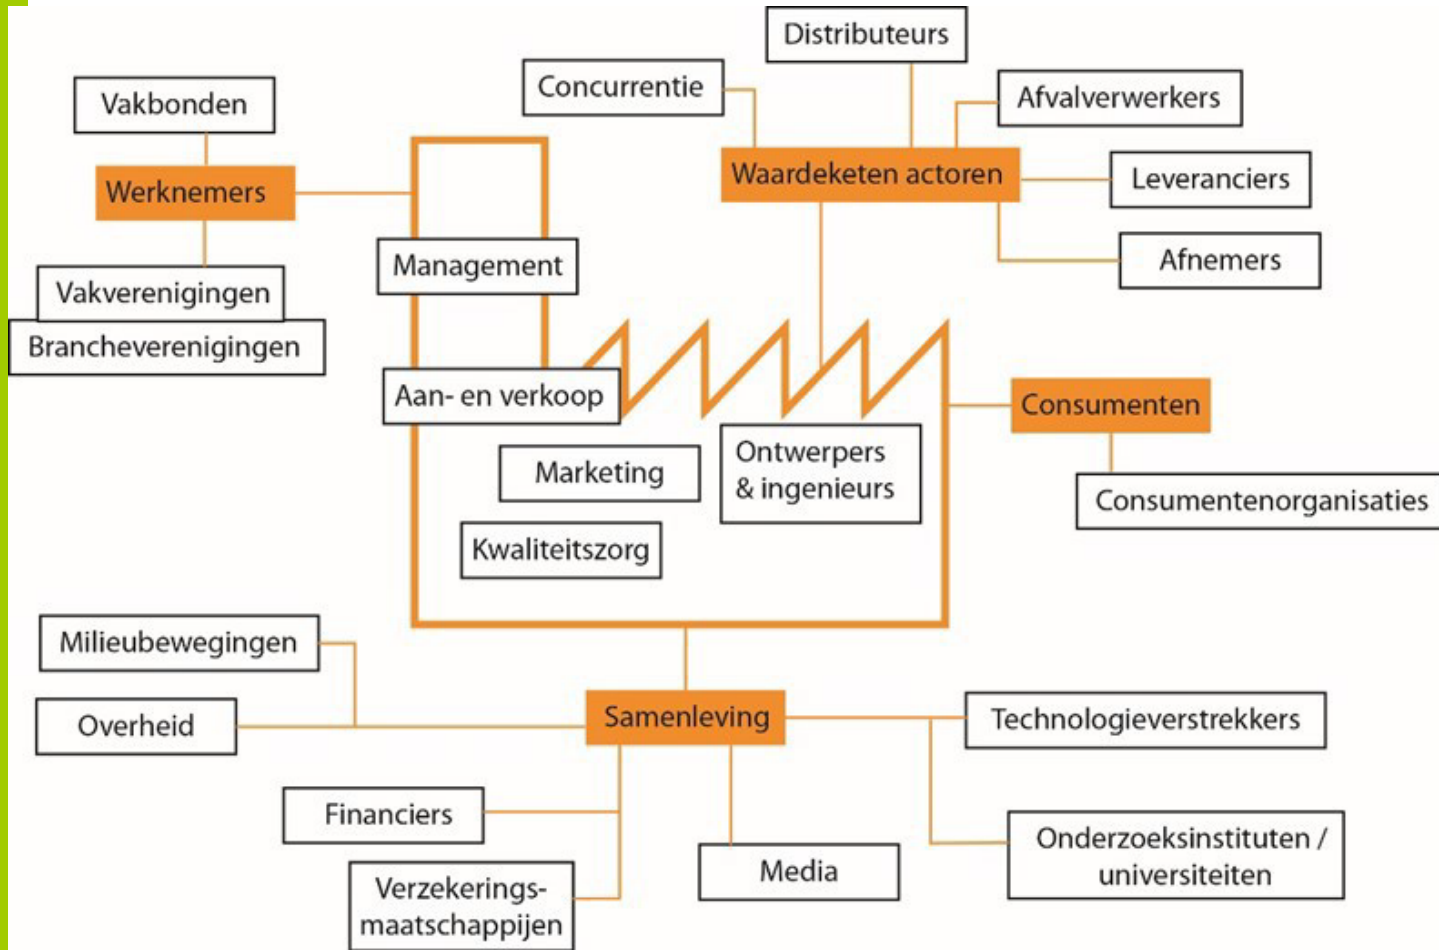 Distributeurs
Concurrentie
Afvalverwerkers
Vakbonden
Waardeketen actoren
Leveranciers
Werknemers
Afnemers
Management
Vakverenigingen
Brancheverenigingen
Aan- en verkoop
Consumenten
Ontwerpers
& ingenieurs
Marketing
Consumentenorganisaties
Kwaliteitszorg
Milieubewegingen
Overheid
Samenleving
Technologieverstrekkers
Financiers
Onderzoeksinstituten /
universiteiten
Media
Verzekerings-
maatschappijen